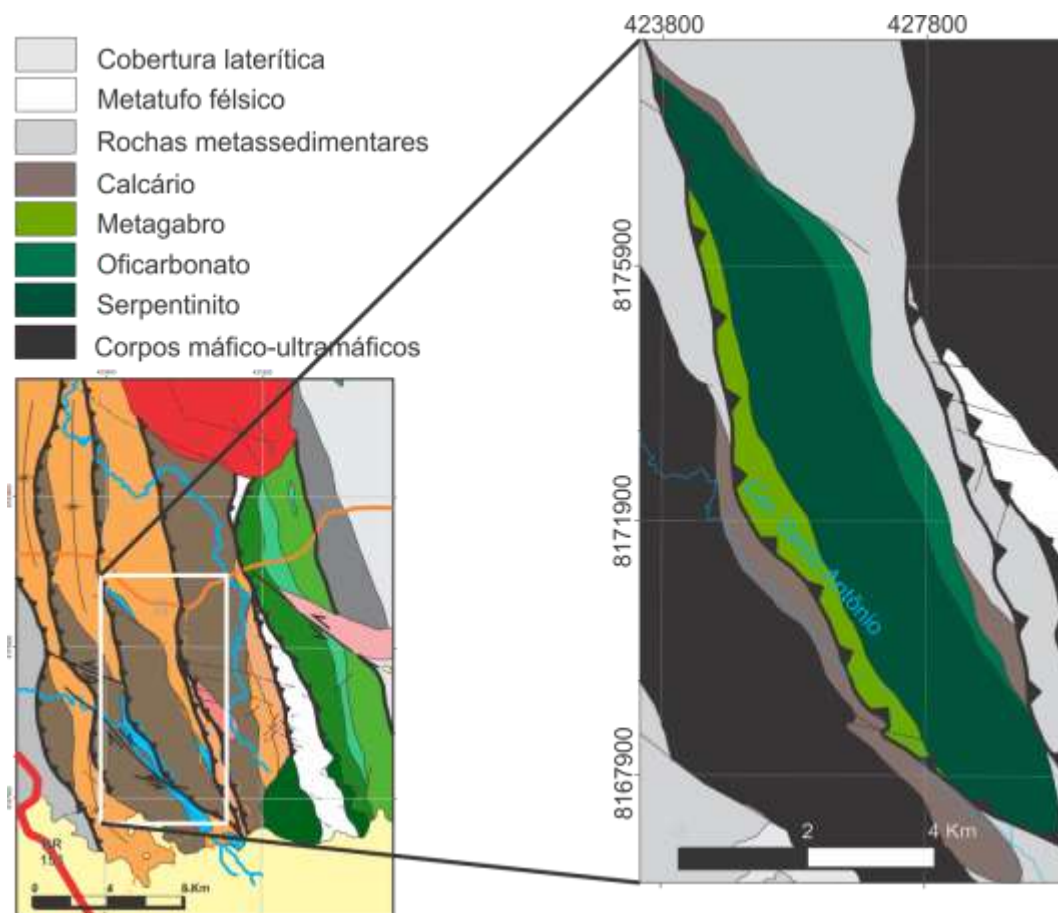 Cobertura laterítica
Metatufo félsico
Rochas metassedimentares
Calcário
Metagabro
Oficarbonato
Serpentinito
Corpos máfico-ultramáficos
BR
0 4 8 Km
423800 427800
8175900
8171900
8167900
Antônio
2 4 Km